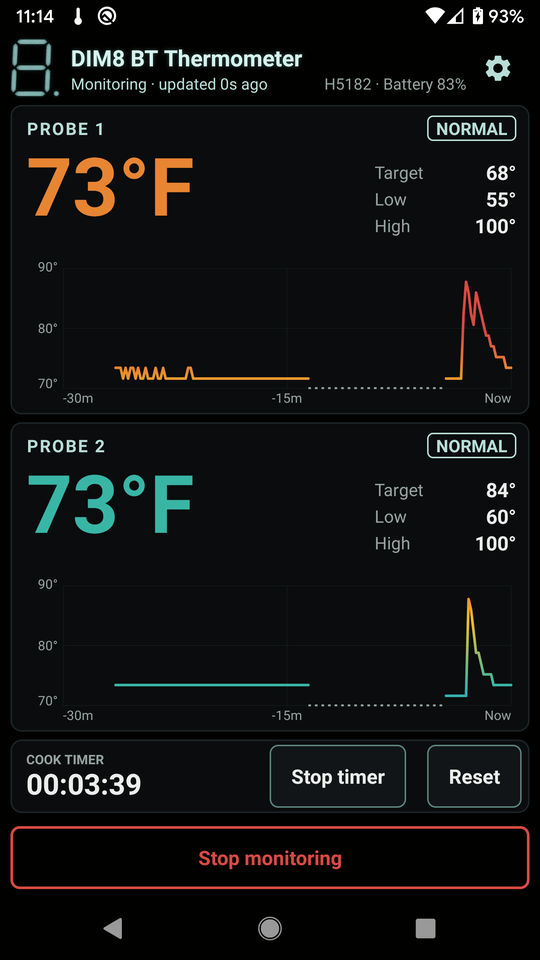 11:14
93%
8.
DIM8 BT Thermometer
Monitoring · updated 0s ago
H5182 · Battery 83%
PROBE 1
NORMAL
73°F
Target 68°
Low 55°
High 100°
90°
80°
70°
-30m -15m Now
PROBE 2
NORMAL
73°F
Target 84°
Low 60°
High 100°
90°
80°
70°
-30m -15m Now
COOK TIMER
00:03:39
Stop timer
Reset
Stop monitoring